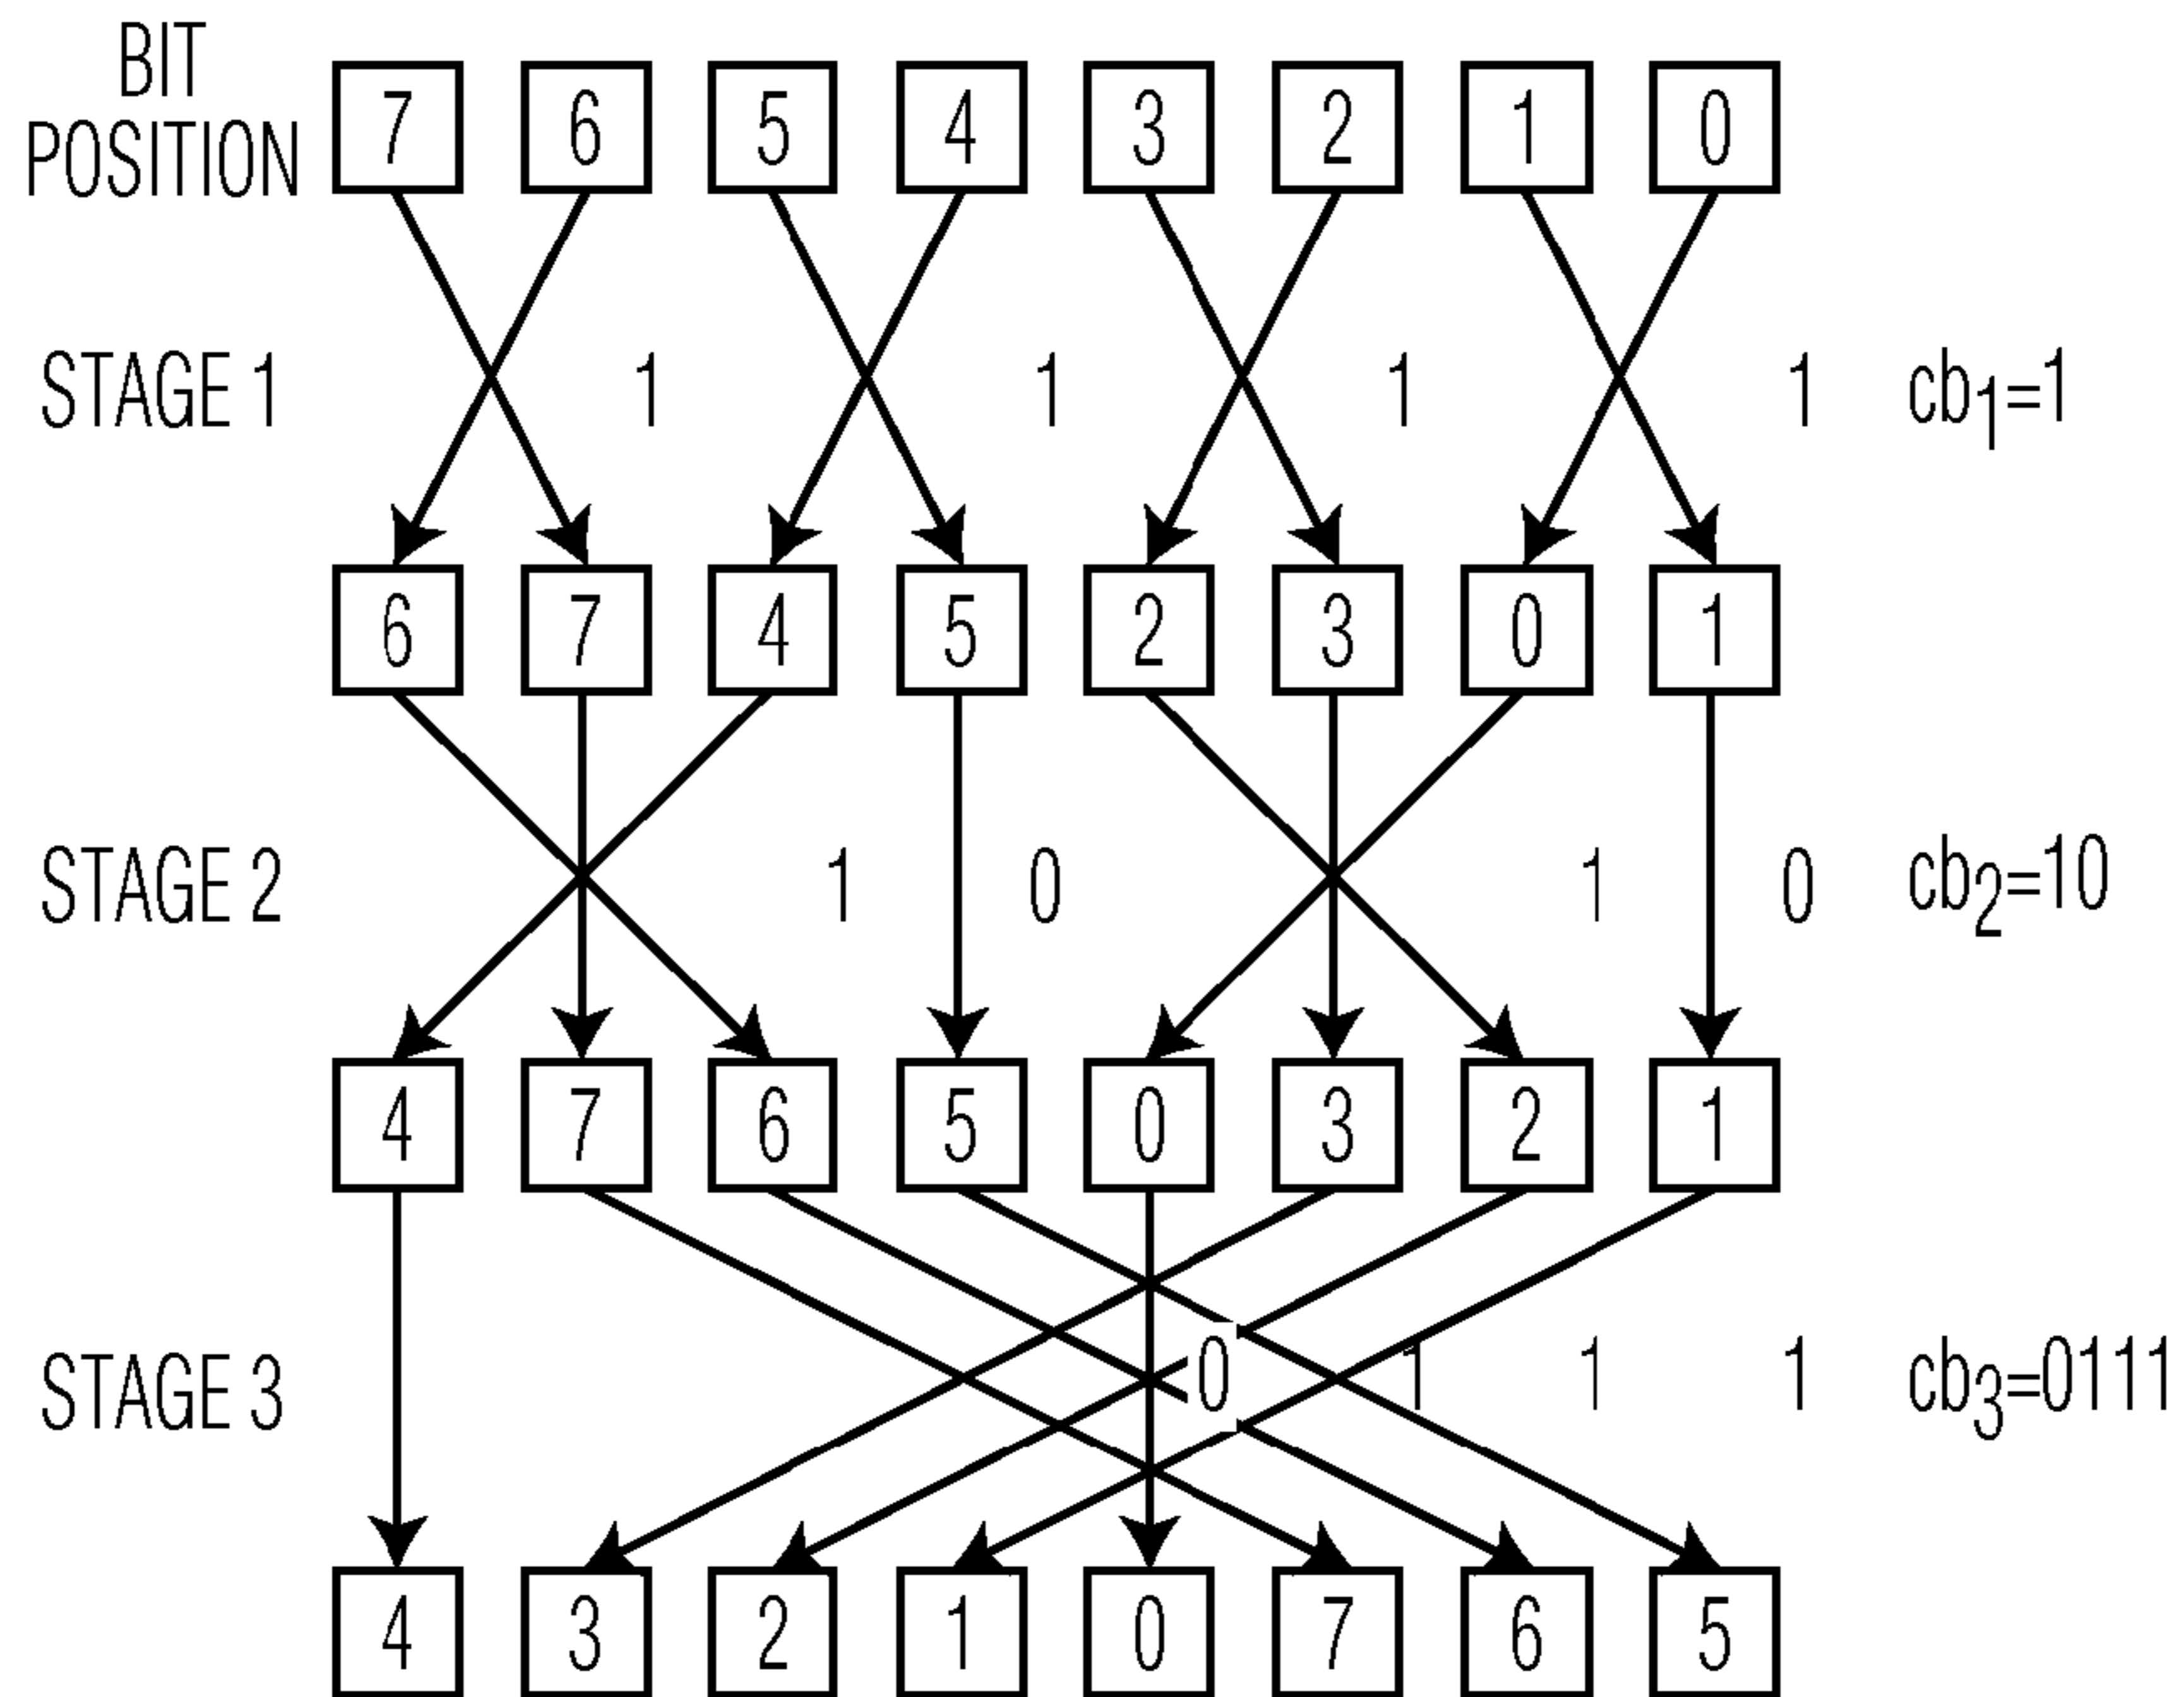 BIT
POSITION
7 6 5 4 3 2 1 0
STAGE 1 1 1 1 1 cb1=1
6 7 4 5 2 3 0 1
STAGE 2 1 0 1 0 cb2=10
4 7 6 5 0 3 2 1
STAGE 3 0 1 1 1 cb3=0111
4 3 2 1 0 7 6 5